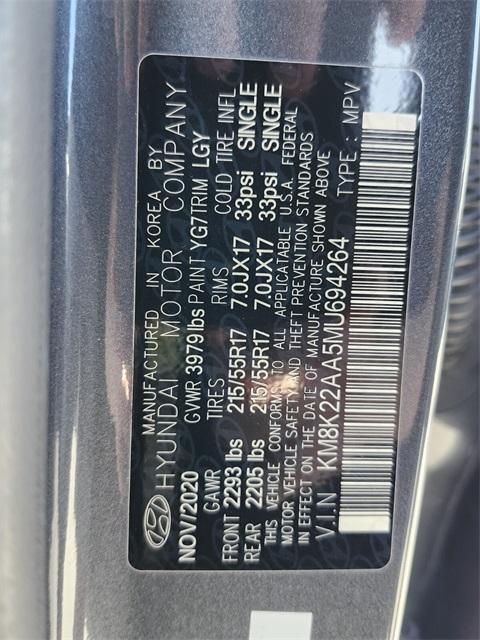 MANUFACTURED IN KOREA BY
HYUNDAI MOTOR COMPANY
NOV/2020 GVWR 3979 lbs PAINT YG7 TRIM LGY
GAWR TIRES RIMS COLD TIRE INFL
FRONT 2293 lbs 215/55R17 7.0JX17 33psi SINGLE
REAR 2205 lbs 215/55R17 7.0JX17 33psi SINGLE
THIS VEHICLE CONFORMS TO ALL APPLICATABLE U.S.A. FEDERAL
MOTOR VEHICLE SAFETY AND THEFT PREVENTION STANDARDS
IN EFFECT ON THE DATE OF MANUFACTURE SHOWN ABOVE
V.I.N KM8K22AA5MU694264 TYPE : MPV